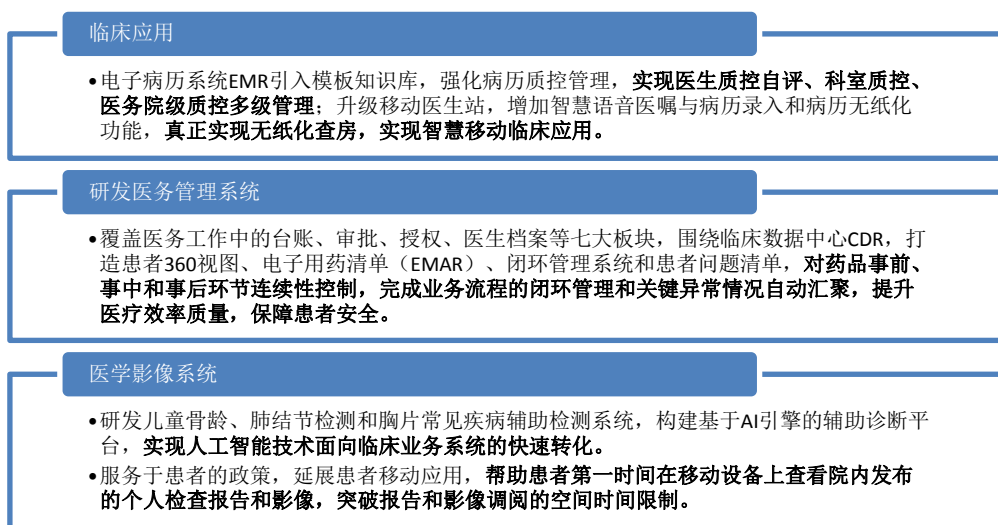 临床应用
•电子病历系统EMR引入模板知识库，强化病历质控管理，实现医生质控自评、科室质控、
医务院级质控多级管理；升级移动医生站，增加智慧语音医嘱与病历录入和病历无纸化
功能，真正实现无纸化查房，实现智慧移动临床应用。
研发医务管理系统
•覆盖医务工作中的台账、审批、授权、医生档案等七大板块，围绕临床数据中心CDR，打
造患者360视图、电子用药清单（EMAR）、闭环管理系统和患者问题清单，对药品事前、
事中和事后环节连续性控制，完成业务流程的闭环管理和关键异常情况自动汇聚，提升
医疗效率质量，保障患者安全。
医学影像系统
•研发儿童骨龄、肺结节检测和胸片常见疾病辅助检测系统，构建基于AI引擎的辅助诊断平
台，实现人工智能技术面向临床业务系统的快速转化。
•服务于患者的政策，延展患者移动应用，帮助患者第一时间在移动设备上查看院内发布
的个人检查报告和影像，突破报告和影像调阅的空间时间限制。